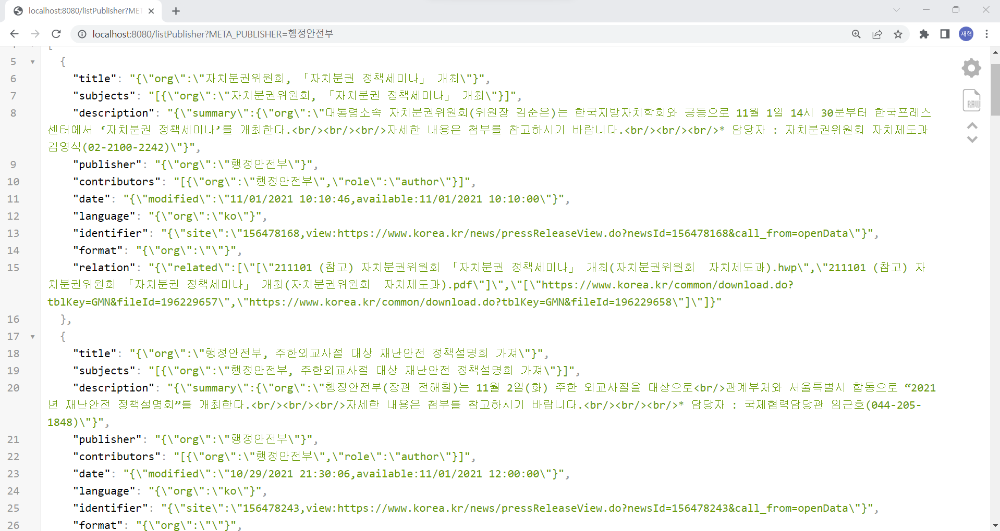 localhost:8080/listPublisher?MET
localhost:8080/listPublisher?META_PUBLISHER=행정안전부
재혁
[
5 {
6 "title": "{\"org\":\"자치분권위원회, 「자치분권 정책세미나」 개최\"}",
7 "subjects": "[{\"org\":\"자치분권위원회, 「자치분권 정책세미나」 개최\"}]",
8 "description": "{\"summary\":{\"org\":\"대통령소속 자치분권위원회(위원장 김순은)는 한국지방자치학회와 공동으로 11월 1일 14시 30분부터 한국프레스
센터에서 ‘자치분권 정책세미나’를 개최한다.<br/><br/><br/>자세한 내용은 첨부를 참고하시기 바랍니다.<br/><br/><br/>* 담당자 : 자치분권위원회 자치제도과
김영식(02-2100-2242)\"}",
9 "publisher": "{\"org\":\"행정안전부\"}",
10 "contributors": "[{\"org\":\"행정안전부\",\"role\":\"author\"}]",
11 "date": "{\"modified\":\"11/01/2021 10:10:46,available:11/01/2021 10:10:00\"}",
12 "language": "{\"org\":\"ko\"}",
13 "identifier": "{\"site\":\"156478168,view:https://www.korea.kr/news/pressReleaseView.do?newsId=156478168&call_from=openData\"}",
14 "format": "{\"org\":\"\"}",
15 "relation": "{\"related\":[\"[\"211101 (참고) 자치분권위원회 「자치분권 정책세미나」 개최(자치분권위원회  자치제도과).hwp\",\"211101 (참고) 자
치분권위원회 「자치분권 정책세미나」 개최(자치분권위원회  자치제도과).pdf\"]\",\"[\"https://www.korea.kr/common/download.do?
tblKey=GMN&fileId=196229657\",\"https://www.korea.kr/common/download.do?tblKey=GMN&fileId=196229658\"]\"]}"
16 },
17 {
18 "title": "{\"org\":\"행정안전부, 주한외교사절 대상 재난안전 정책설명회 가져\"}",
19 "subjects": "[{\"org\":\"행정안전부, 주한외교사절 대상 재난안전 정책설명회 가져\"}]",
20 "description": "{\"summary\":{\"org\":\"행정안전부(장관 전해철)는 11월 2일(화) 주한 외교사절을 대상으로<br/>관계부처와 서울특별시 합동으로 “2021
년 재난안전 정책설명회”를 개최한다.<br/><br/><br/>자세한 내용은 첨부를 참고하시기 바랍니다.<br/><br/><br/>* 담당자 : 국제협력담당관 임근호(044-205-
1848)\"}",
21 "publisher": "{\"org\":\"행정안전부\"}",
22 "contributors": "[{\"org\":\"행정안전부\",\"role\":\"author\"}]",
23 "date": "{\"modified\":\"10/29/2021 21:30:06,available:11/01/2021 12:00:00\"}",
24 "language": "{\"org\":\"ko\"}",
25 "identifier": "{\"site\":\"156478243,view:https://www.korea.kr/news/pressReleaseView.do?newsId=156478243&call_from=openData\"}",
26 "format": "{\"org\":\"\"}",
RAW